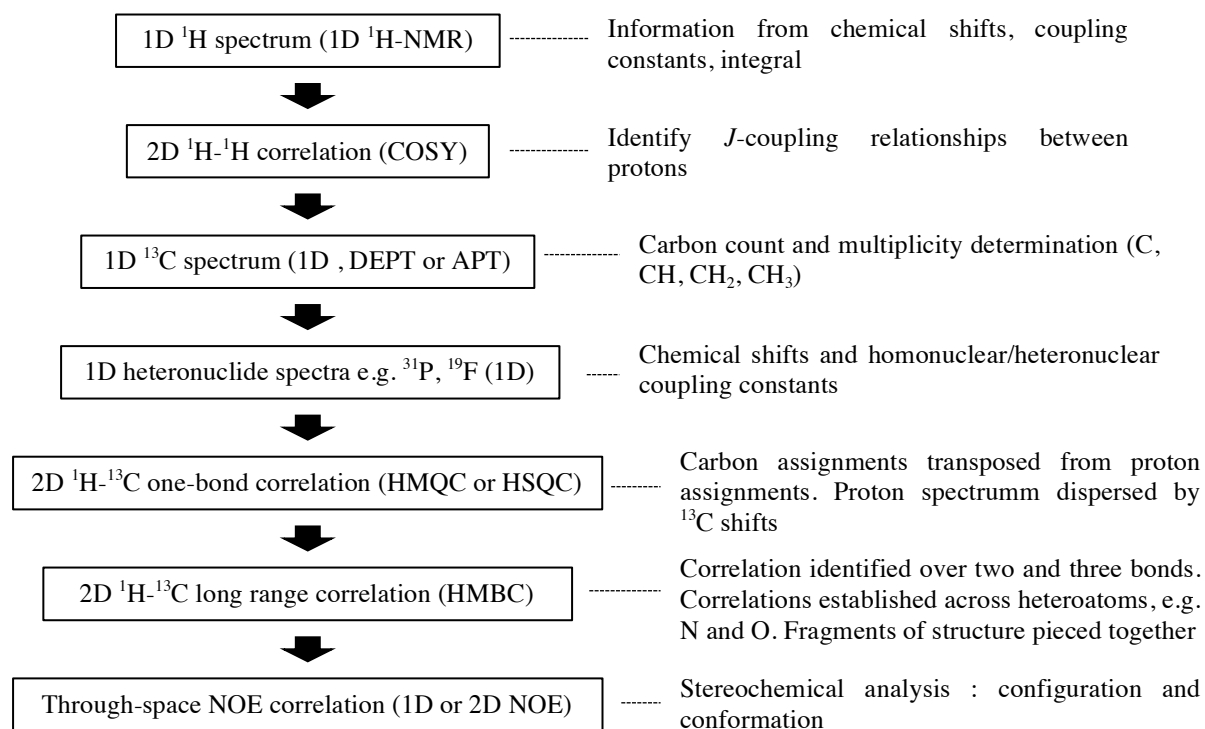 1D ¹H spectrum (1D ¹H-NMR)
Information from chemical shifts, coupling
constants, integral
2D ¹H-¹H correlation (COSY)
Identify J-coupling relationships between
protons
1D ¹³C spectrum (1D , DEPT or APT)
Carbon count and multiplicity determination (C,
CH, CH₂, CH₃)
1D heteronuclide spectra e.g. ³¹P, ¹⁹F (1D)
Chemical shifts and homonuclear/heteronuclear
coupling constants
2D ¹H-¹³C one-bond correlation (HMQC or HSQC)
Carbon assignments transposed from proton
assignments. Proton spectrumm dispersed by
¹³C shifts
2D ¹H-¹³C long range correlation (HMBC)
Correlation identified over two and three bonds.
Correlations established across heteroatoms, e.g.
N and O. Fragments of structure pieced together
Through-space NOE correlation (1D or 2D NOE)
Stereochemical analysis : configuration and
conformation